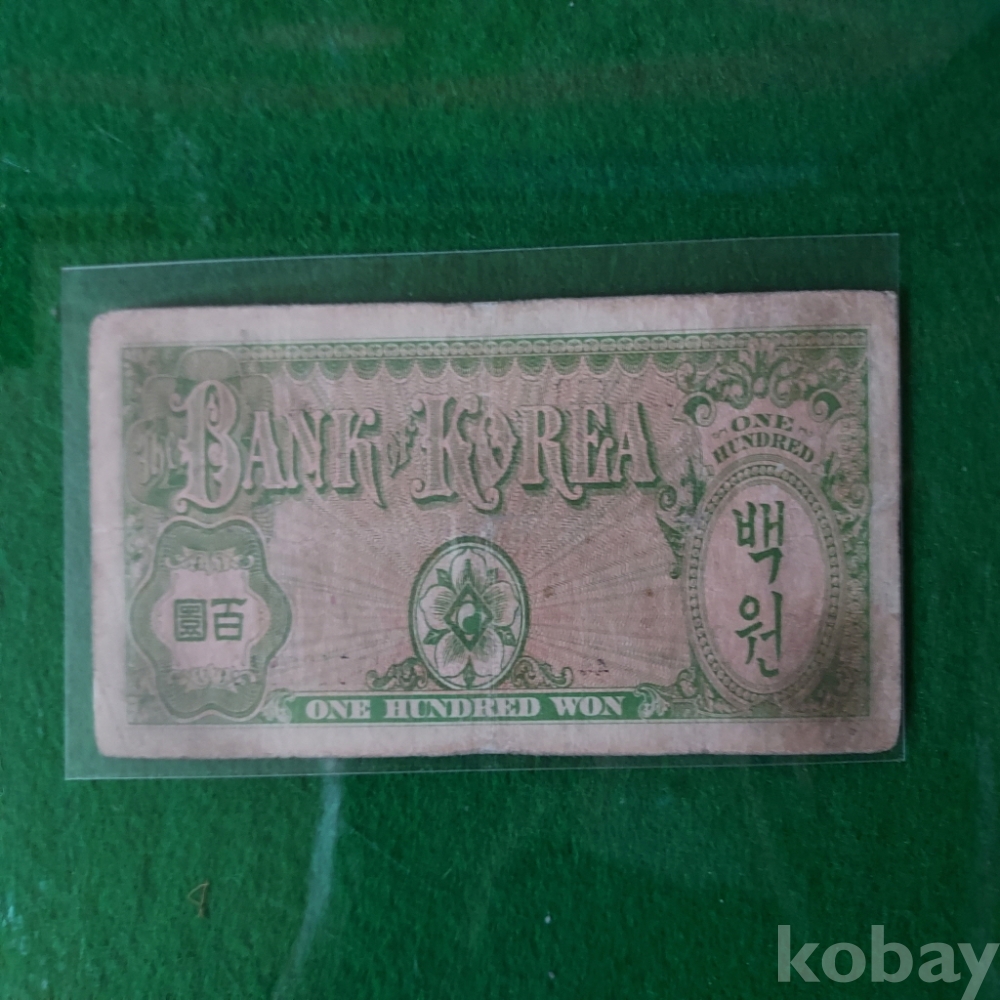 The BANK of KOREA
ONE
HUNDRED
백
원
圓百
ONE HUNDRED WON
kobay